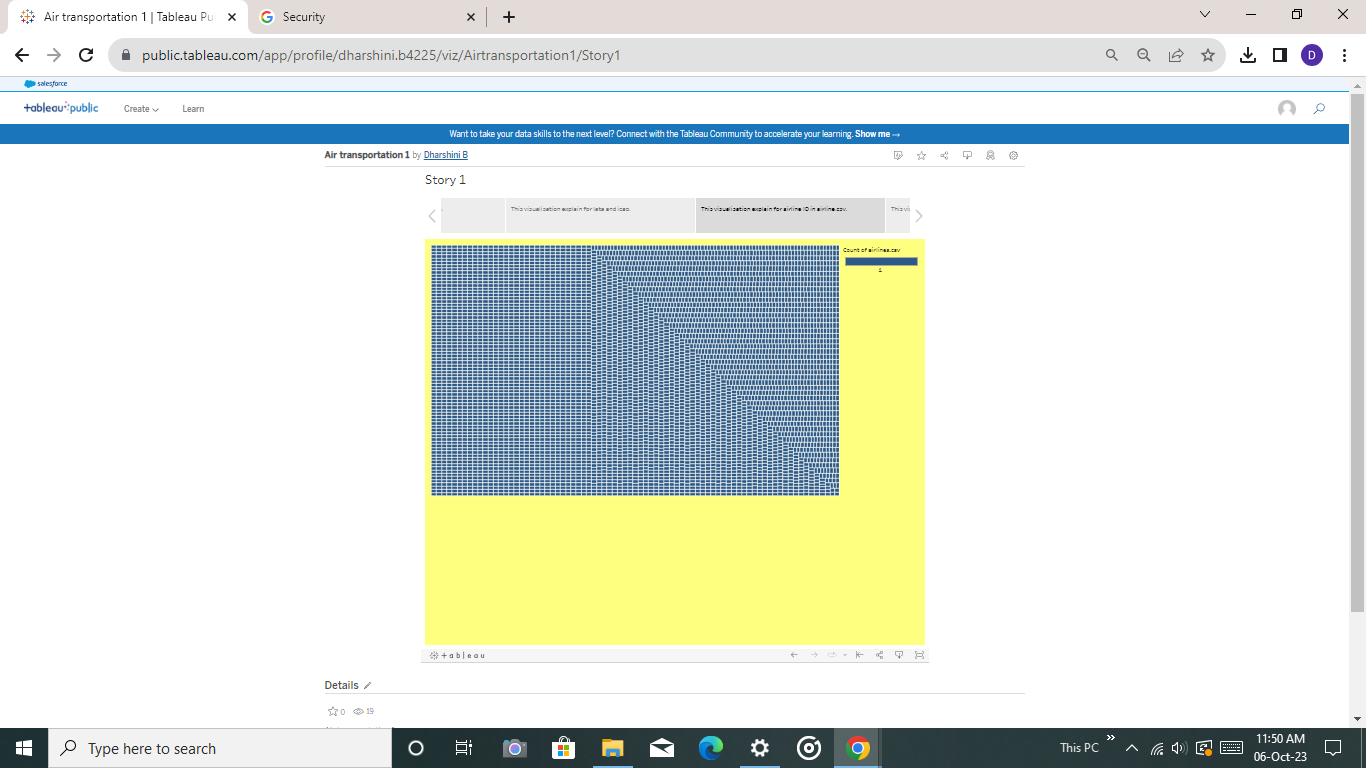 Air transportation 1 | Tableau Pu
Security
public.tableau.com/app/profile/dharshini.b4225/viz/Airtransportation1/Story1
D
salesforce
+ableau public
Create
Learn
Want to take your data skills to the next level? Connect with the Tableau Community to accelerate your learning. Show me →
Air transportation 1 by Dharshini B
Story 1
This visualisation explain for iata and icao.
This visualisation explain for airline ID in airline.csv.
This vi
Count of airlines.csv
1
+ableau
Details
0
19
Type here to search
This PC
11:50 AM
06-Oct-23